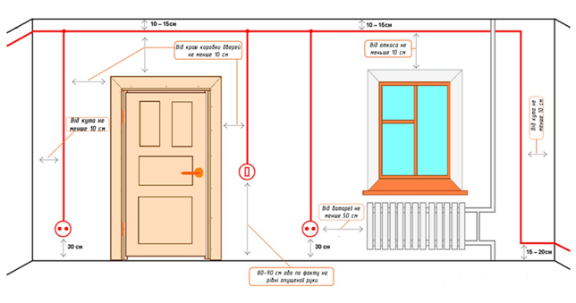 10 – 15см
10 – 15см
Від краю коробки дверей
не менше 10 см
Від откоса не
меньше 10 см
Від кута не
менше 10 см
Від кута не
менше 10 см.
Від батареї не
менше 50 см
30 см
30 см
15 – 20см
80-90 см або по факту на
рівні опущеної руки